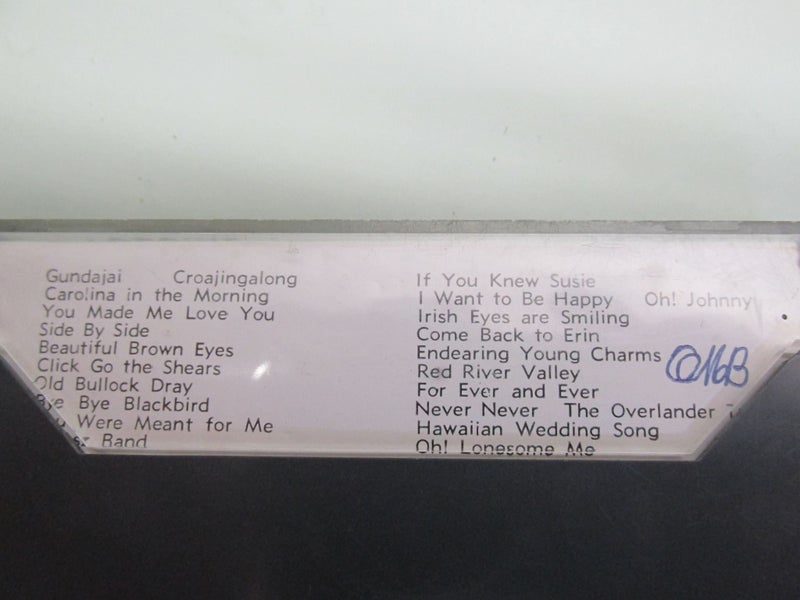 Gundajai Croajingalong
Carolina in the Morning
You Made Me Love You
Side By Side
Beautiful Brown Eyes
Click Go the Shears
Old Bullock Dray
Bye Bye Blackbird
Were Meant for Me
Band
If You Knew Susie
I Want to Be Happy Oh! Johnny
Irish Eyes are Smiling
Come Back to Erin
Endearing Young Charms
Red River Valley
For Ever and Ever
Never Never The Overlander
Hawaiian Wedding Song
Oh! Lonesome Me